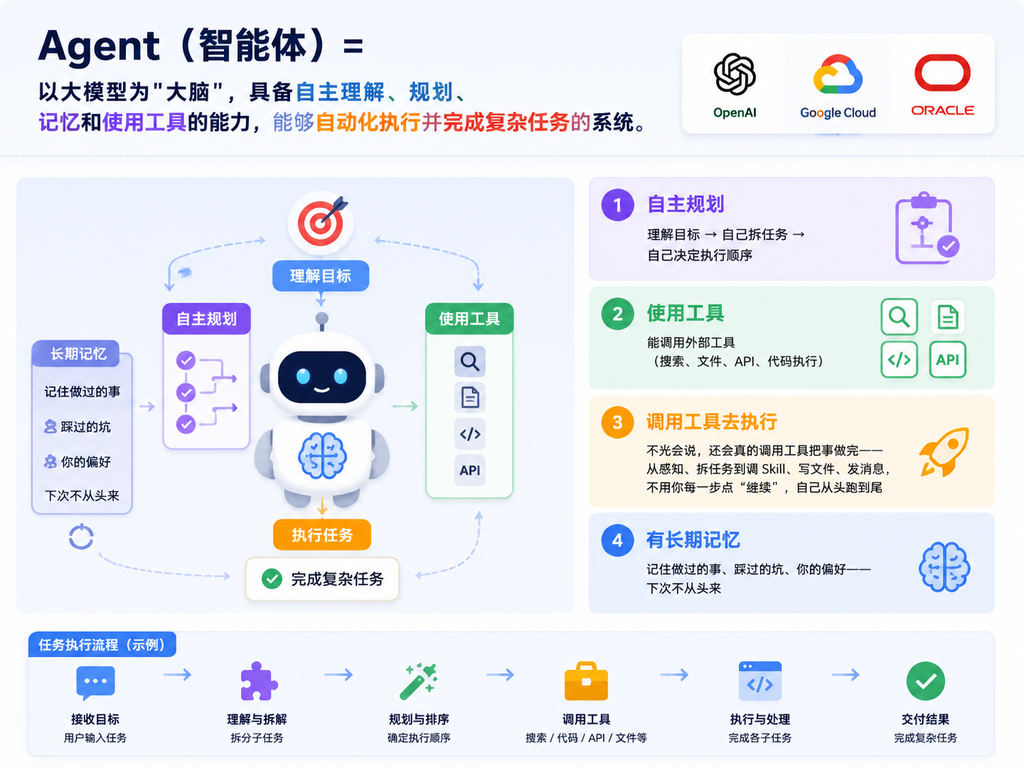 Agent（智能体）=
以大模型为"大脑"，具备自主理解、规划、
记忆和使用工具的能力，能够自动化执行并完成复杂任务的系统。
OpenAI
Google Cloud
ORACLE
理解目标
自主规划
使用工具
长期记忆
记住做过的事
踩过的坑
你的偏好
下次不从头来
API
执行任务
完成复杂任务
1
自主规划
理解目标 → 自己拆任务 →
自己决定执行顺序
2
使用工具
能调用外部工具
（搜索、文件、API、代码执行）
API
3
调用工具去执行
不光会说，还会真的调用工具把事做完——
从感知、拆任务到调 Skill、写文件、发消息，
不用你每一步点“继续”，自己从头跑到尾
4
有长期记忆
记住做过的事、踩过的坑、你的偏好——
下次不从头来
任务执行流程（示例）
接收目标
用户输入任务
理解与拆解
拆分子任务
规划与排序
确定执行顺序
调用工具
搜索 / 代码 / API / 文件等
执行与处理
完成各子任务
交付结果
完成复杂任务